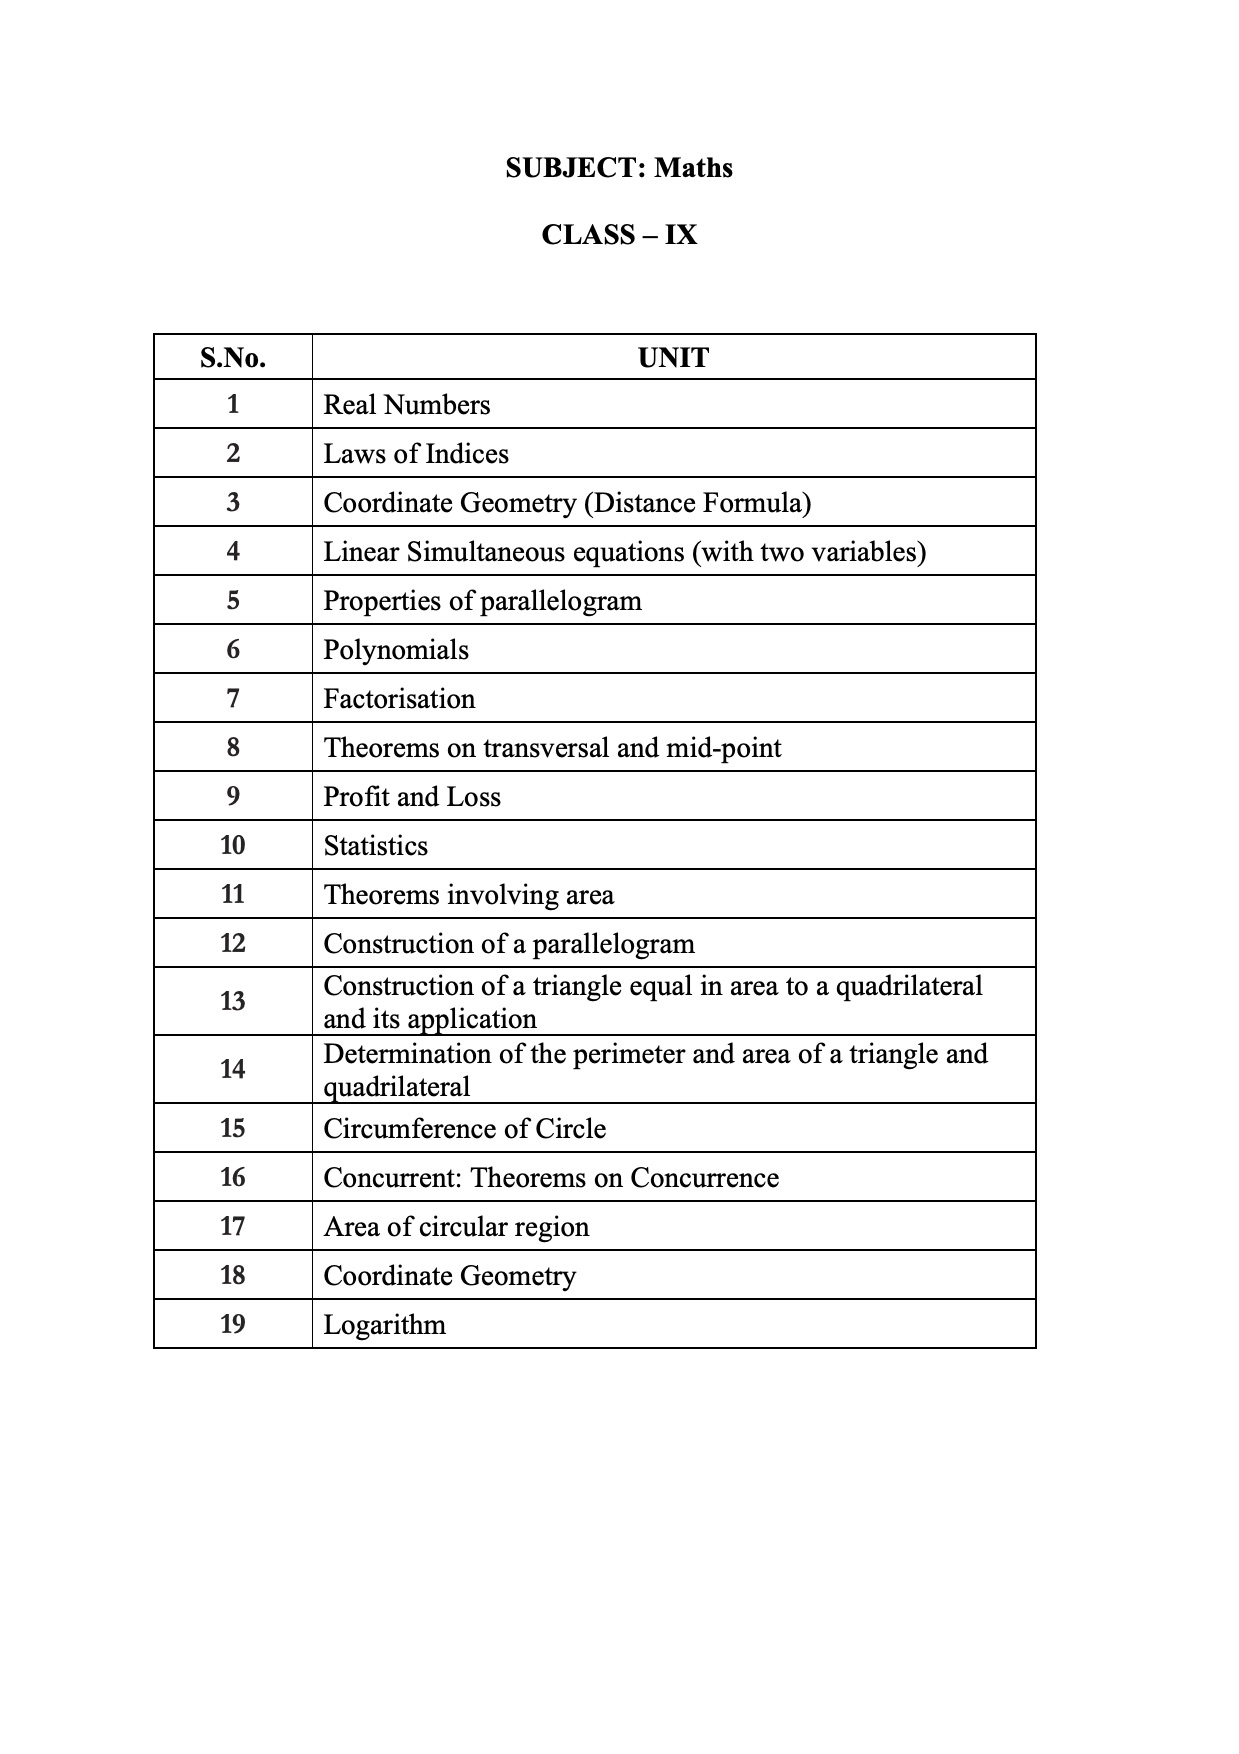 SUBJECT: Maths
CLASS – IX
S.No. UNIT
1 Real Numbers
2 Laws of Indices
3 Coordinate Geometry (Distance Formula)
4 Linear Simultaneous equations (with two variables)
5 Properties of parallelogram
6 Polynomials
7 Factorisation
8 Theorems on transversal and mid-point
9 Profit and Loss
10 Statistics
11 Theorems involving area
12 Construction of a parallelogram
13 Construction of a triangle equal in area to a quadrilateral
and its application
14 Determination of the perimeter and area of a triangle and
quadrilateral
15 Circumference of Circle
16 Concurrent: Theorems on Concurrence
17 Area of circular region
18 Coordinate Geometry
19 Logarithm